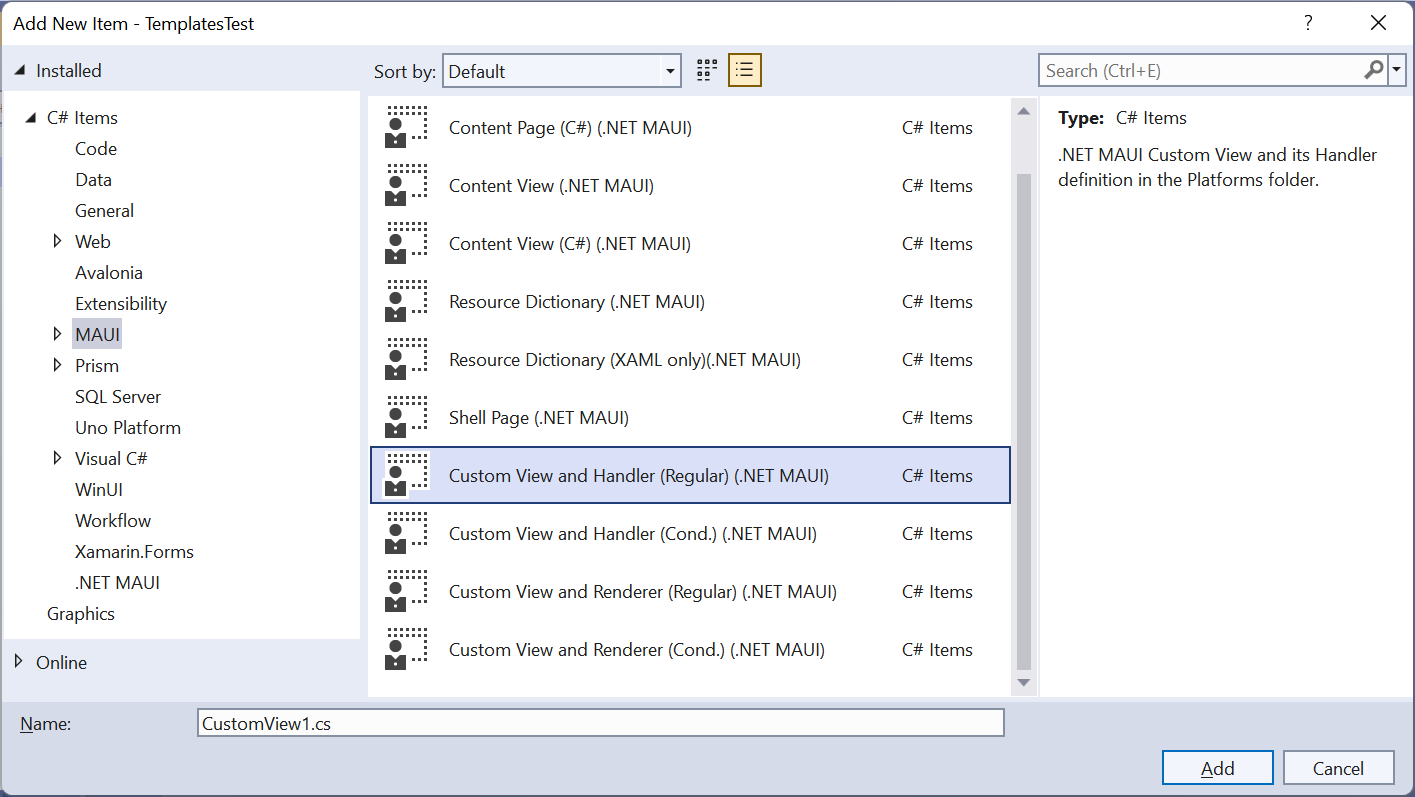 Add New Item - TemplatesTest
?
Installed
Sort by:
Default
Search (Ctrl+E)
C# Items
Code
Data
General
Web
Avalonia
Extensibility
MAUI
Prism
SQL Server
Uno Platform
Visual C#
WinUI
Workflow
Xamarin.Forms
.NET MAUI
Graphics
Online
Content Page (C#) (.NET MAUI) C# Items
Content View (.NET MAUI) C# Items
Content View (C#) (.NET MAUI) C# Items
Resource Dictionary (.NET MAUI) C# Items
Resource Dictionary (XAML only)(.NET MAUI) C# Items
Shell Page (.NET MAUI) C# Items
Custom View and Handler (Regular) (.NET MAUI) C# Items
Custom View and Handler (Cond.) (.NET MAUI) C# Items
Custom View and Renderer (Regular) (.NET MAUI) C# Items
Custom View and Renderer (Cond.) (.NET MAUI) C# Items
Type: C# Items
.NET MAUI Custom View and its Handler
definition in the Platforms folder.
Name: CustomView1.cs
Add
Cancel